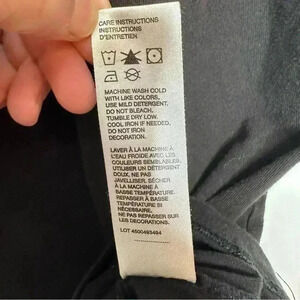 CARE INSTRUCTIONS
INSTRUCTIONS
D'ENTRETIEN
MACHINE WASH COLD
WITH LIKE COLORS,
USE MILD DETERGENT.
DO NOT BLEACH.
TUMBLE DRY LOW.
COOL IRON IF NEEDED.
DO NOT IRON
DECORATION.
LAVER À LA MACHINE À
L'EAU FROIDE AVEC LES
COULEURS SEMBLABLES.
UTILISER UN DÉTERGENT
DOUX. NE PAS
JAVELLISER, SÉCHER
À LA MACHINE À
BASSE TEMPÉRATURE.
REPASSER À BASSE
TEMPÉRATURE SI
NÉCESSAIRE.
NE PAS REPASSER SUR
LES DÉCORATIONS.
LOT 4500493494